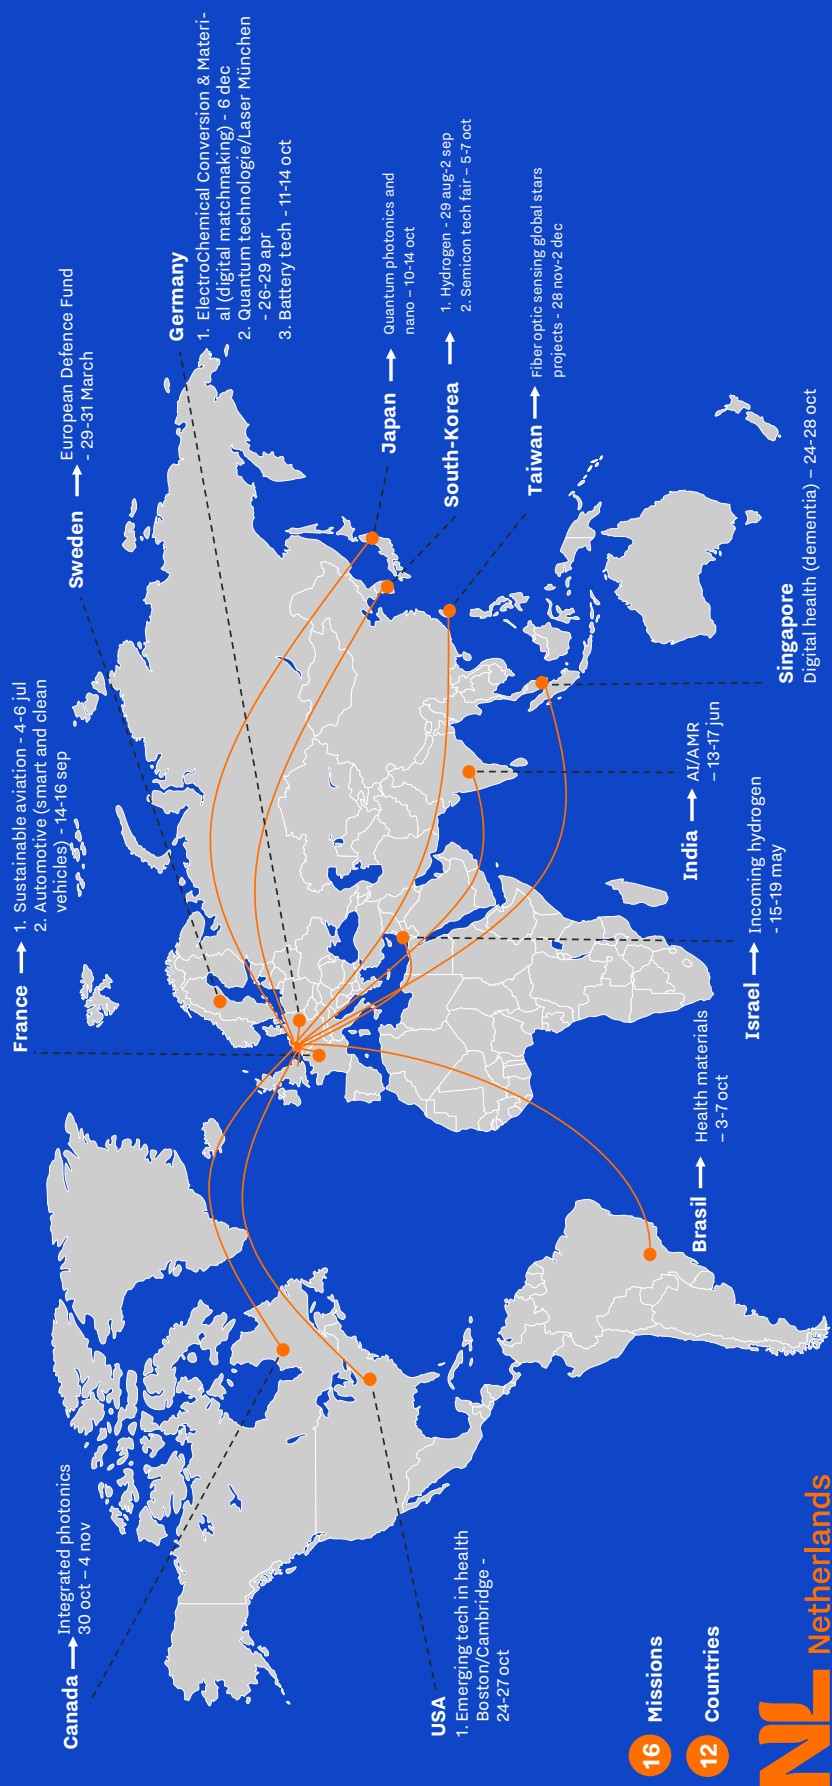 Canada
Integrated photonics
30 oct – 4 nov
France
1. Sustainable aviation - 4-6 jul
2. Automotive (smart and clean
vehicles) - 14-16 sep
Sweden
European Defence Fund
- 29-31 March
Germany
1. ElectroChemical Conversion & Materi-
al (digital matchmaking) - 6 dec
2. Quantum technologie/Laser München
- 26-29 apr
3. Battery tech - 11-14 oct
Japan
Quantum photonics and
nano – 10-14 oct
South-Korea
1. Hydrogen - 29 aug-2 sep
2. Semicon tech fair – 5-7 oct
Taiwan
Fiber optic sensing global stars
projects - 28 nov-2 dec
USA
1. Emerging tech in health
Boston/Cambridge -
24-27 oct
Brasil
Health materials
– 3-7 oct
Israel
Incoming hydrogen
- 15-19 may
India
AI/AMR
– 13-17 jun
Singapore
Digital health (dementia) – 24-28 oct
16 Missions
12 Countries
NL Netherlands